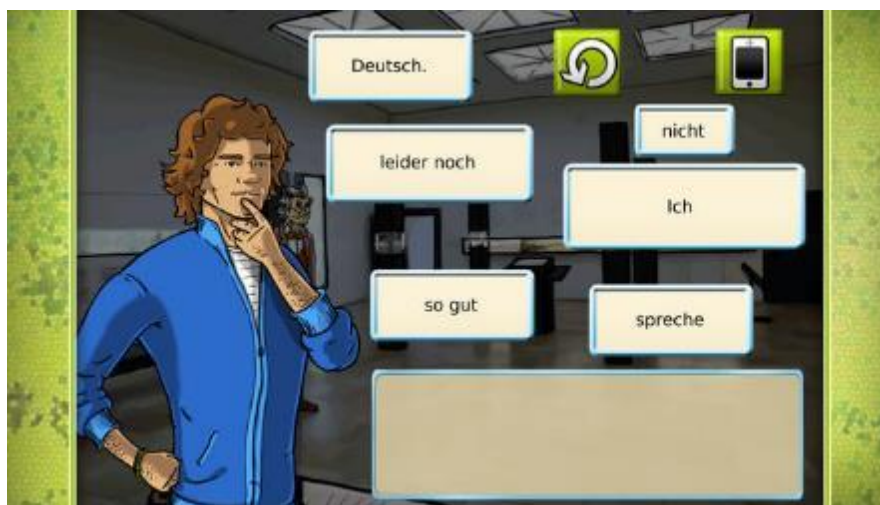 Deutsch.
nicht
leider noch
Ich
so gut
spreche